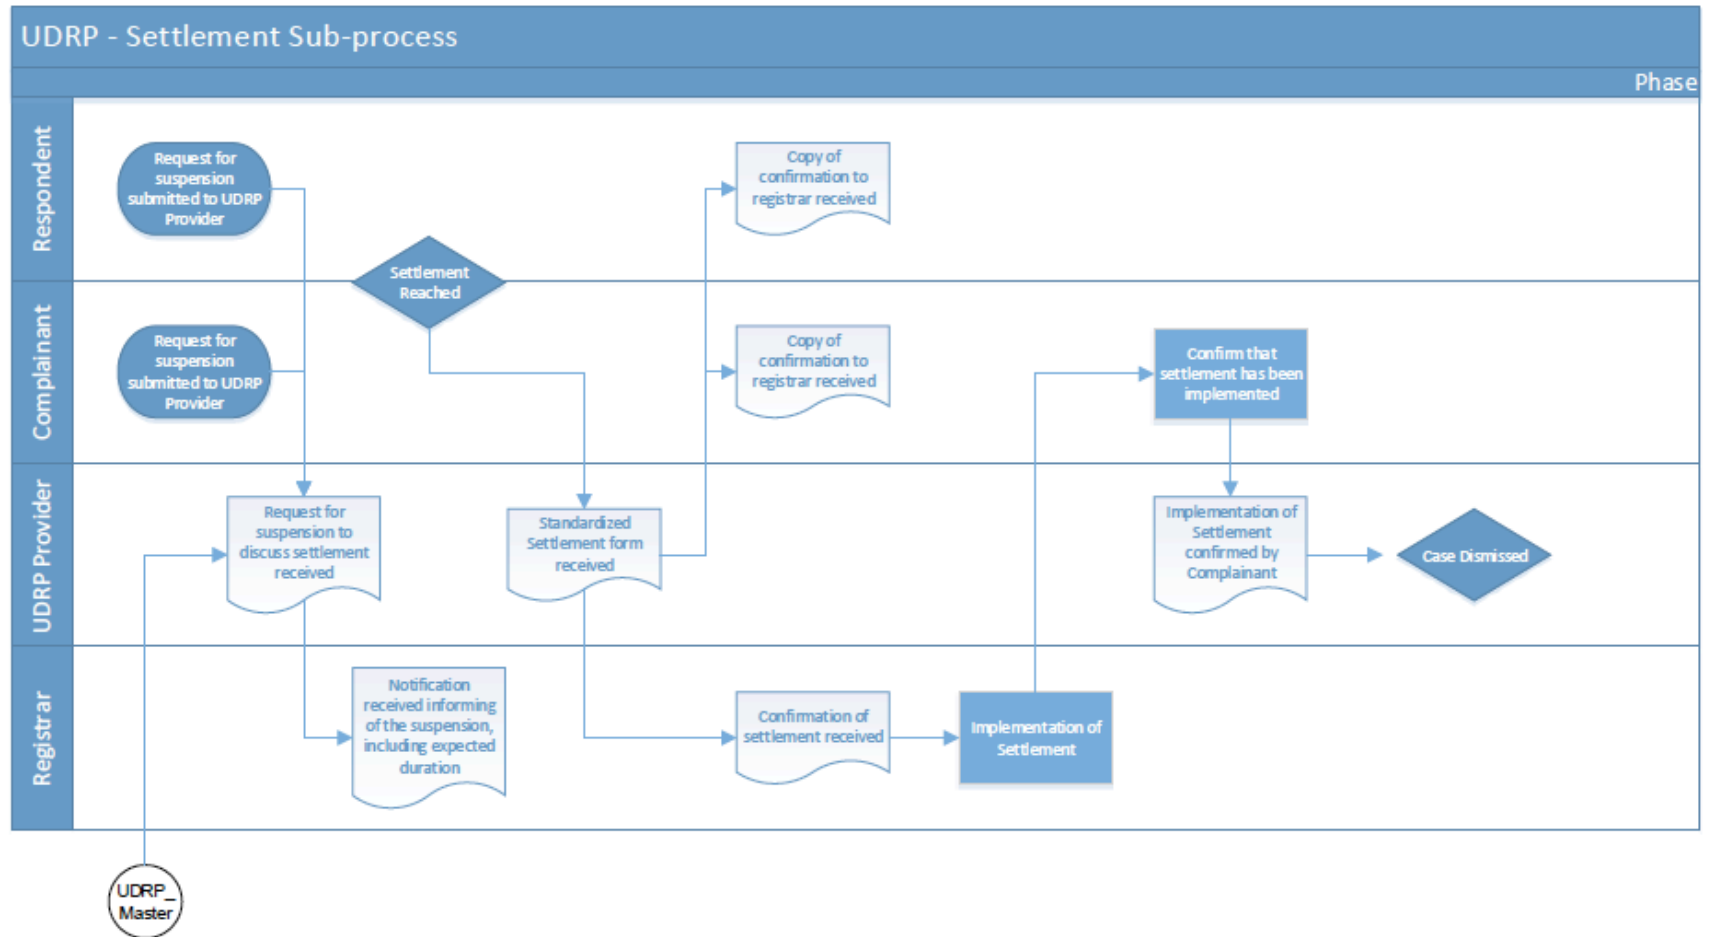 UDRP - Settlement Sub-process
Phase
Respondent
Request for
suspension
submitted to UDRP
Provider
Copy of
confirmation to
registrar received
Settlement
Reached
Complainant
Request for
suspension
submitted to UDRP
Provider
Copy of
confirmation to
registrar received
Confirm that
settlement has been
implemented
UDRP Provider
Request for
suspension to
discuss settlement
received
Standardized
Settlement form
received
Implementation of
Settlement
confirmed by
Complainant
Case Dismissed
Registrar
Notification
received informing
of the suspension,
including expected
duration
Confirmation of
settlement received
Implementation of
Settlement
UDRP_
Master